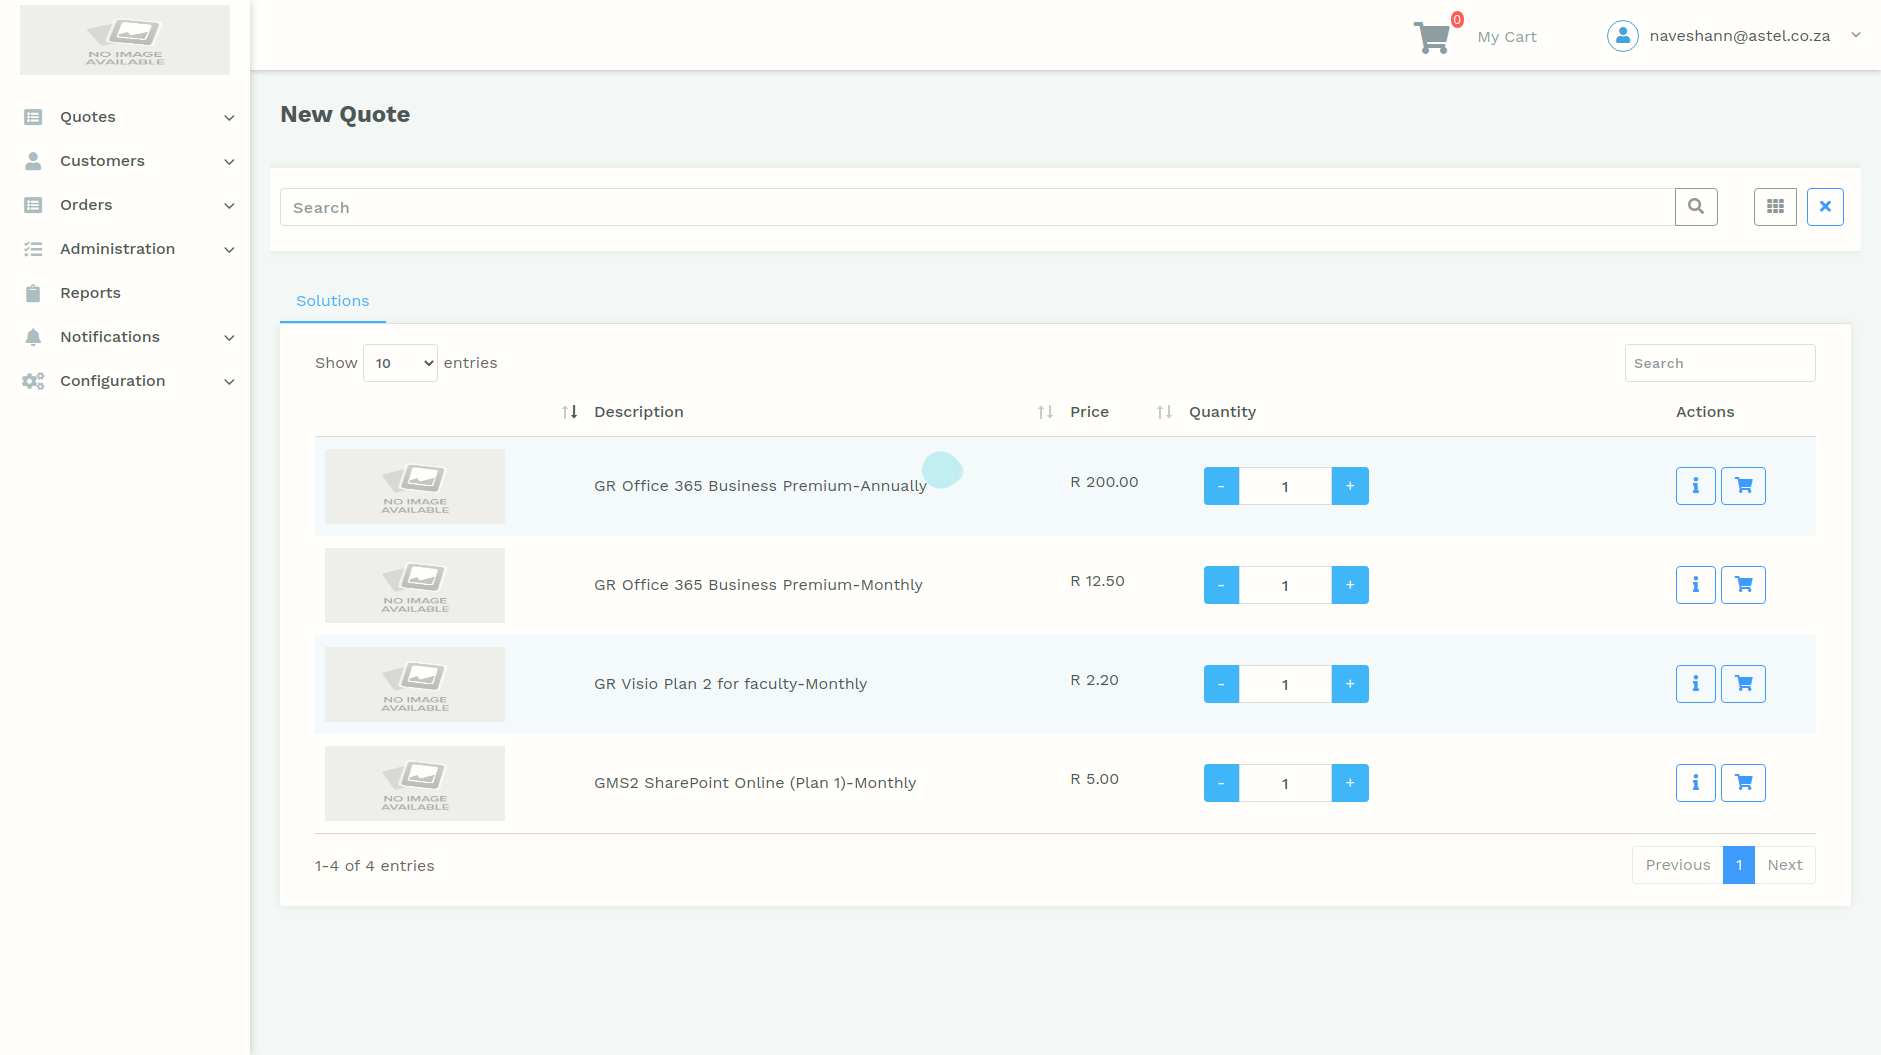 NO IMAGE
AVAILABLE
0
My Cart
naveshann@astel.co.za
Quotes
Customers
Orders
Administration
Reports
Notifications
Configuration
New Quote
Search
Solutions
Show 10 entries
Search
Description Price Quantity Actions
NO IMAGE
AVAILABLE
GR Office 365 Business Premium-Annually R 200.00 - 1 +
NO IMAGE
AVAILABLE
GR Office 365 Business Premium-Monthly R 12.50 - 1 +
NO IMAGE
AVAILABLE
GR Visio Plan 2 for faculty-Monthly R 2.20 - 1 +
NO IMAGE
AVAILABLE
GMS2 SharePoint Online (Plan 1)-Monthly R 5.00 - 1 +
1-4 of 4 entries
Previous 1 Next